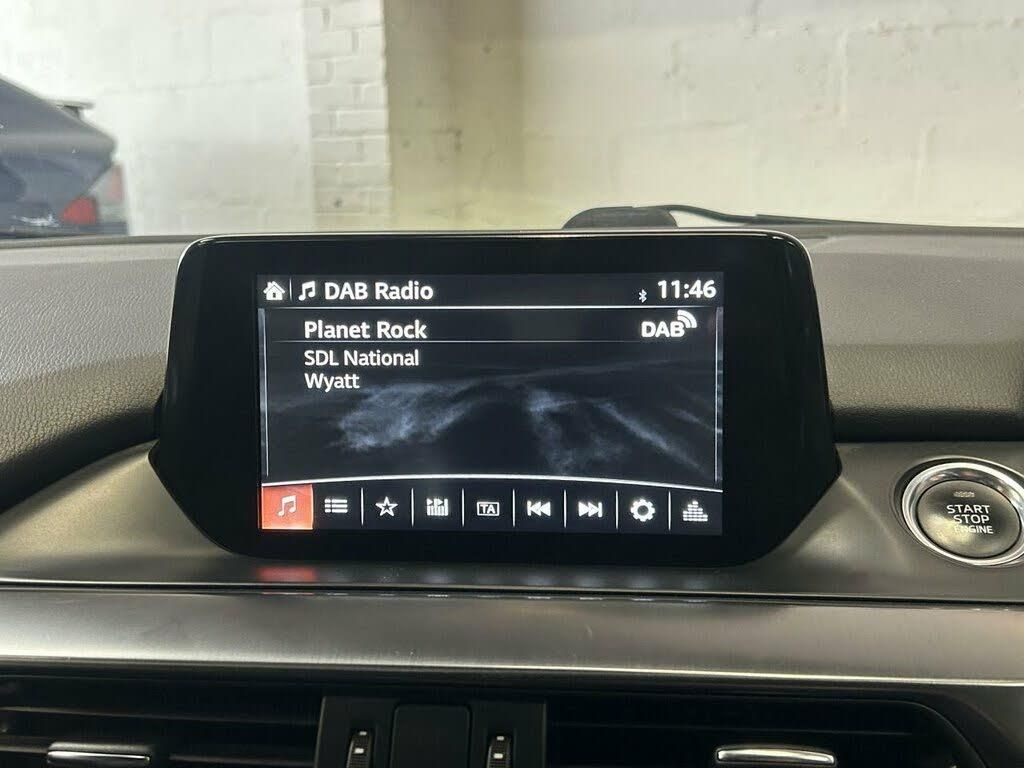 DAB Radio
11:46
Planet Rock
DAB
SDL National
Wyatt
TA
START
STOP
ENGINE